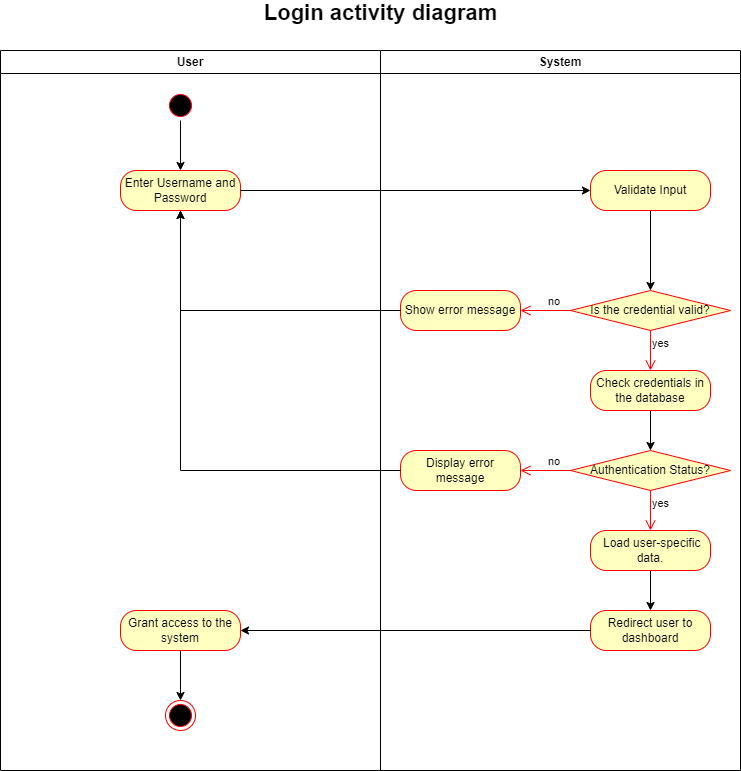 Login activity diagram
User
System
Enter Username and
Password
Validate Input
Show error message
no
Is the credential valid?
yes
Check credentials in
the database
Display error
message
no
Authentication Status?
yes
Load user-specific
data.
Grant access to the
system
Redirect user to
dashboard